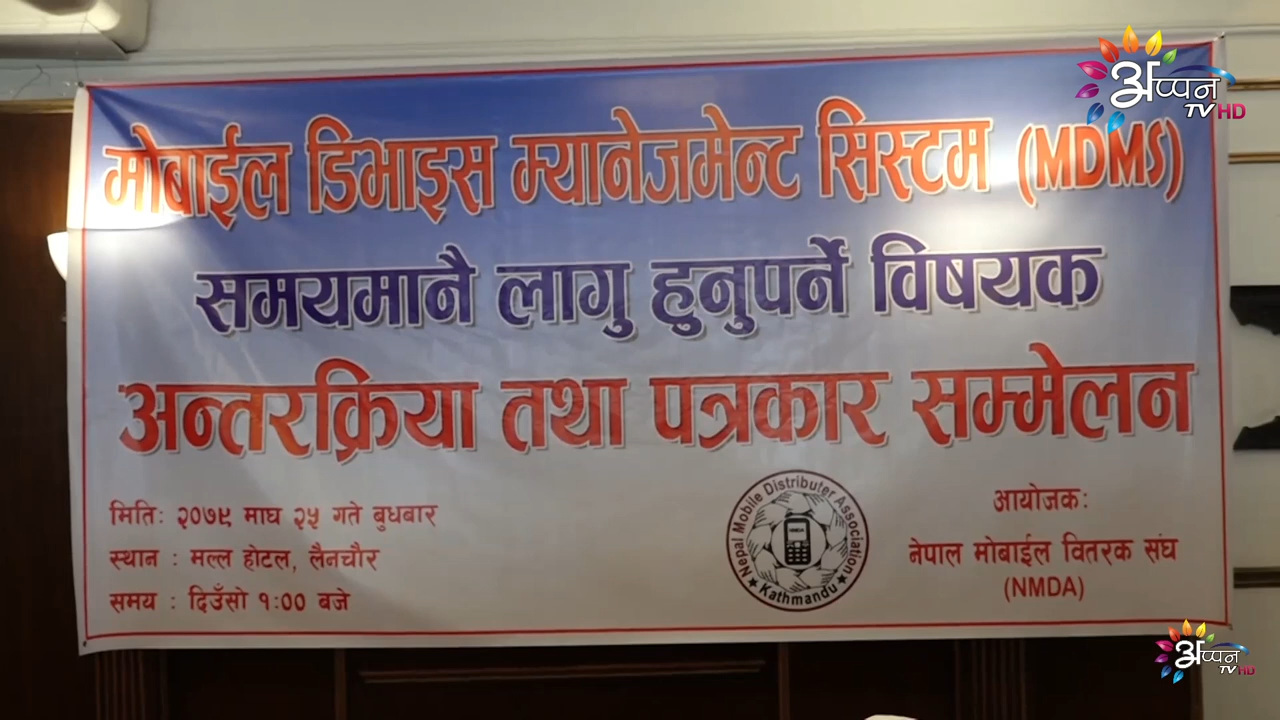 अप्पन
TV HD
मोबाईल डिभाइस म्यानेजमेन्ट सिस्टम (MDMS)
समयमानै लागु हुनुपर्ने विषयक
अन्तरक्रिया तथा पत्रकार सम्मेलन
मिति: २०७९ माघ २५ गते बुधबार
स्थान : मल्ल होटल, लैनचौर
समय : दिउँसो १:०० बजे
Nepal Mobile Distributer Association
NMDA
Kathmandu
आयोजक:
नेपाल मोबाईल वितरक संघ
(NMDA)
अप्पन
TV HD